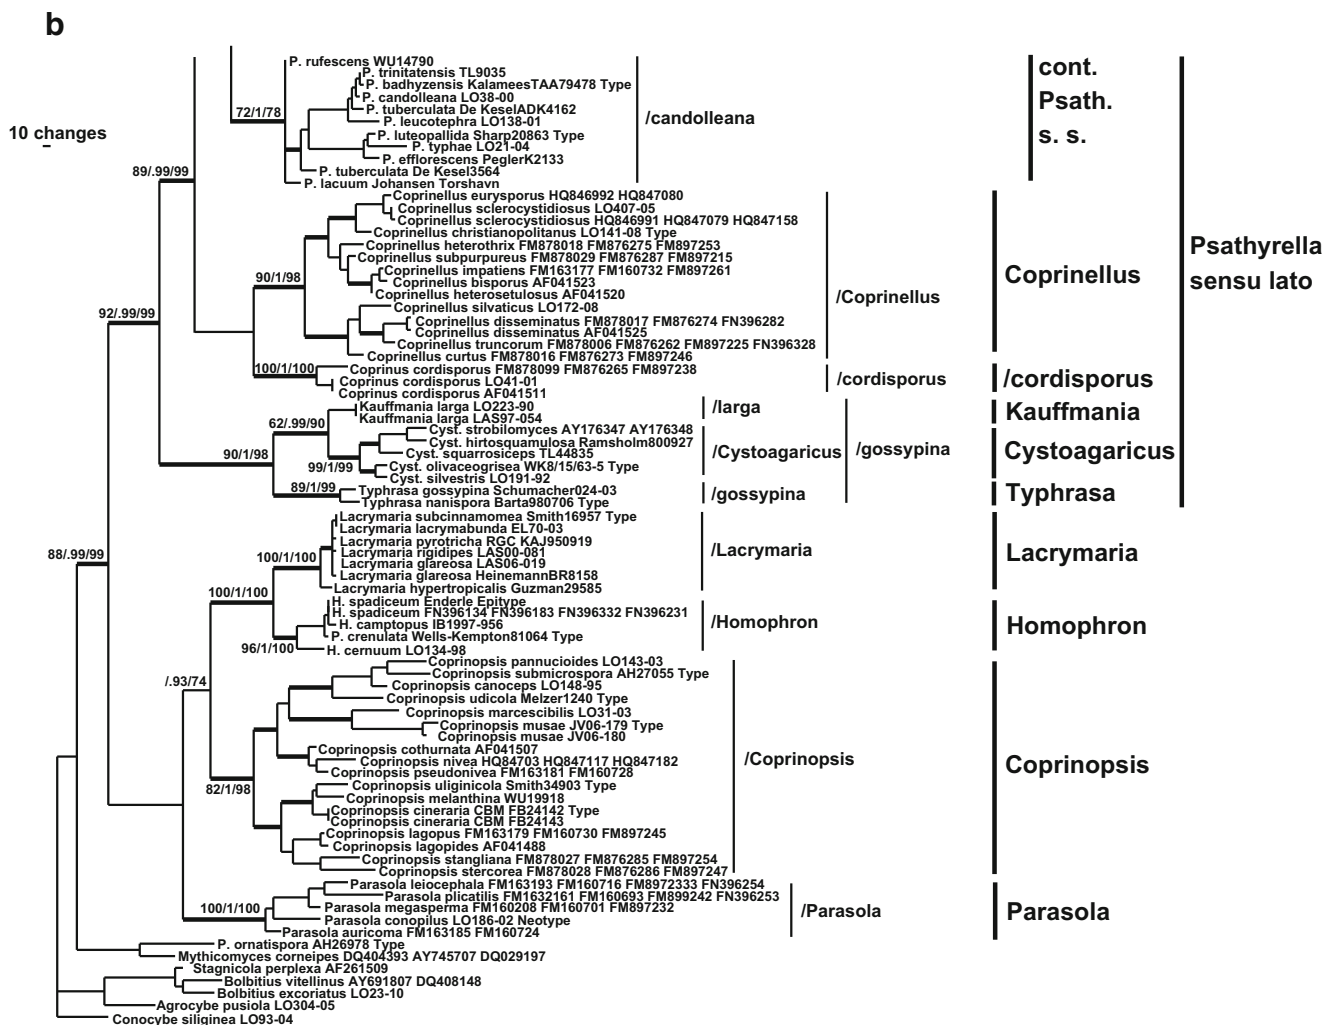 b
10 changes
P. rufescens WU14790
P. trinitatensis TL9035
P. badhyzensis KalameesTAA79478 Type
P. candolleana LO38-00
P. tuberculata De KeselADK4162
P. leucotephra LO138-01
P. luteopallida Sharp20863 Type
P. typhae LO21-04
P. efflorescens PeglerK2133
P. tuberculata De Kesel3564
P. lacuum Johansen Torshavn
72/1/78
/candolleana
cont.
Psath.
s. s.
89/.99/99
Coprinellus eurysporus HQ846992 HQ847080
Coprinellus sclerocystidiosus LO407-05
Coprinellus sclerocystidiosus HQ846991 HQ847079 HQ847158
Coprinellus christianopolitanus LO141-08 Type
Coprinellus heterothrix FM878018 FM876275 FM897253
Coprinellus subpurpureus FM878029 FM876287 FM897215
Coprinellus impatiens FM163177 FM160732 FM897261
Coprinellus bisporus AF041523
Coprinellus heterosetulosus AF041520
Coprinellus silvaticus LO172-08
Coprinellus disseminatus FM878017 FM876274 FN396282
Coprinellus disseminatus AF041525
Coprinellus truncorum FM878006 FM876262 FM897225 FN396328
Coprinellus curtus FM878016 FM876273 FM897246
90/1/98
/Coprinellus
Coprinellus
Psathyrella
sensu lato
92/.99/99
100/1/100
Coprinus cordisporus FM878099 FM876265 FM897238
Coprinus cordisporus LO41-01
Coprinus cordisporus AF041511
/cordisporus
/cordisporus
Kauffmania larga LO223-90
Kauffmania larga LAS97-054
/larga
Kauffmania
62/.99/90
Cyst. strobilomyces AY176347 AY176348
Cyst. hirtosquamulosa Ramsholm800927
Cyst. squarrosiceps TL44835
Cyst. olivaceogrisea WK8/15/63-5 Type
Cyst. silvestris LO191-92
90/1/98
99/1/99
/Cystoagaricus
/gossypina
Cystoagaricus
89/1/99
Typhrasa gossypina Schumacher024-03
Typhrasa nanispora Barta980706 Type
/gossypina
Typhrasa
Lacrymaria subcinnamomea Smith16957 Type
Lacrymaria lacrymabunda EL70-03
Lacrymaria pyrotricha RGC KAJ950919
Lacrymaria rigidipes LAS00-081
Lacrymaria glareosa LAS06-019
Lacrymaria glareosa HeinemannBR8158
Lacrymaria hypertropicalis Guzman29585
88/.99/99
100/1/100
/Lacrymaria
Lacrymaria
100/1/100
H. spadiceum Enderle Epitype
H. spadiceum FN396134 FN396183 FN396332 FN396231
H. camptopus IB1997-956
P. crenulata Wells-Kempton81064 Type
H. cernuum LO134-98
96/1/100
/Homophron
Homophron
/.93/74
Coprinopsis pannucioides LO143-03
Coprinopsis submicrospora AH27055 Type
Coprinopsis canoceps LO148-95
Coprinopsis udicola Melzer1240 Type
Coprinopsis marcescibilis LO31-03
Coprinopsis musae JV06-179 Type
Coprinopsis musae JV06-180
Coprinopsis cothurnata AF041507
Coprinopsis nivea HQ84703 HQ847117 HQ847182
Coprinopsis pseudonivea FM163181 FM160728
Coprinopsis uliginicola Smith34903 Type
Coprinopsis melanthina WU19918
Coprinopsis cineraria CBM FB24142 Type
Coprinopsis cineraria CBM FB24143
Coprinopsis lagopus FM163179 FM160730 FM897245
Coprinopsis lagopides AF041488
Coprinopsis stangliana FM878027 FM876285 FM897254
Coprinopsis stercorea FM878028 FM876286 FM897247
82/1/98
/Coprinopsis
Coprinopsis
Parasola leiocephala FM163193 FM160716 FM8972333 FN396254
Parasola plicatilis FM1632161 FM160693 FM899242 FN396253
Parasola megasperma FM160208 FM160701 FM897232
Parasola conopilus LO186-02 Neotype
Parasola auricoma FM163185 FM160724
100/1/100
/Parasola
Parasola
P. ornatispora AH26978 Type
Mythicomyces corneipes DQ404393 AY745707 DQ029197
Stagnicola perplexa AF261509
Bolbitius vitellinus AY691807 DQ408148
Bolbitius excoriatus LO23-10
Agrocybe pusiola LO304-05
Conocybe siliginea LO93-04